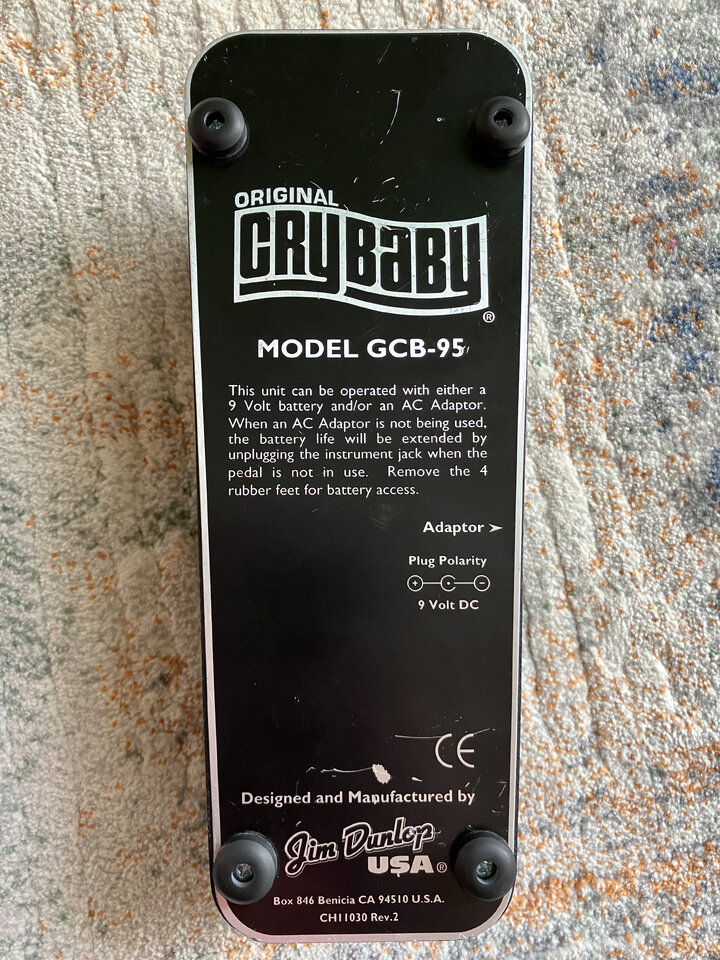 ORIGINAL
CRYBABY
®
MODEL GCB-95
This unit can be operated with either a
9 Volt battery and/or an AC Adaptor.
When an AC Adaptor is not being used,
the battery life will be extended by
unplugging the instrument jack when the
pedal is not in use. Remove the 4
rubber feet for battery access.
Adaptor ➤
Plug Polarity
+ • −
9 Volt DC
CE
Designed and Manufactured by
Jim Dunlop
USA®
Box 846 Benicia CA 94510 U.S.A.
CH11030 Rev.2